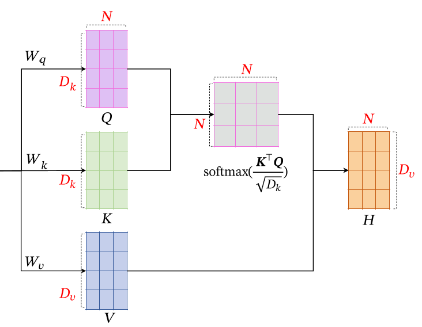 N
W_q
D_k
Q
N
N
softmax(K^⊤Q / √D_k)
W_k
D_k
K
N
D_v
H
W_v
D_v
V